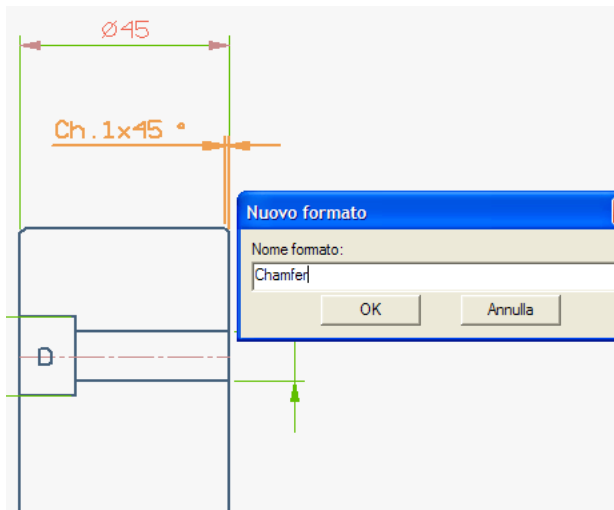 Ø45
Ch.1x45 °
Nuovo formato
Nome formato:
Chamfer
OK Annulla
D